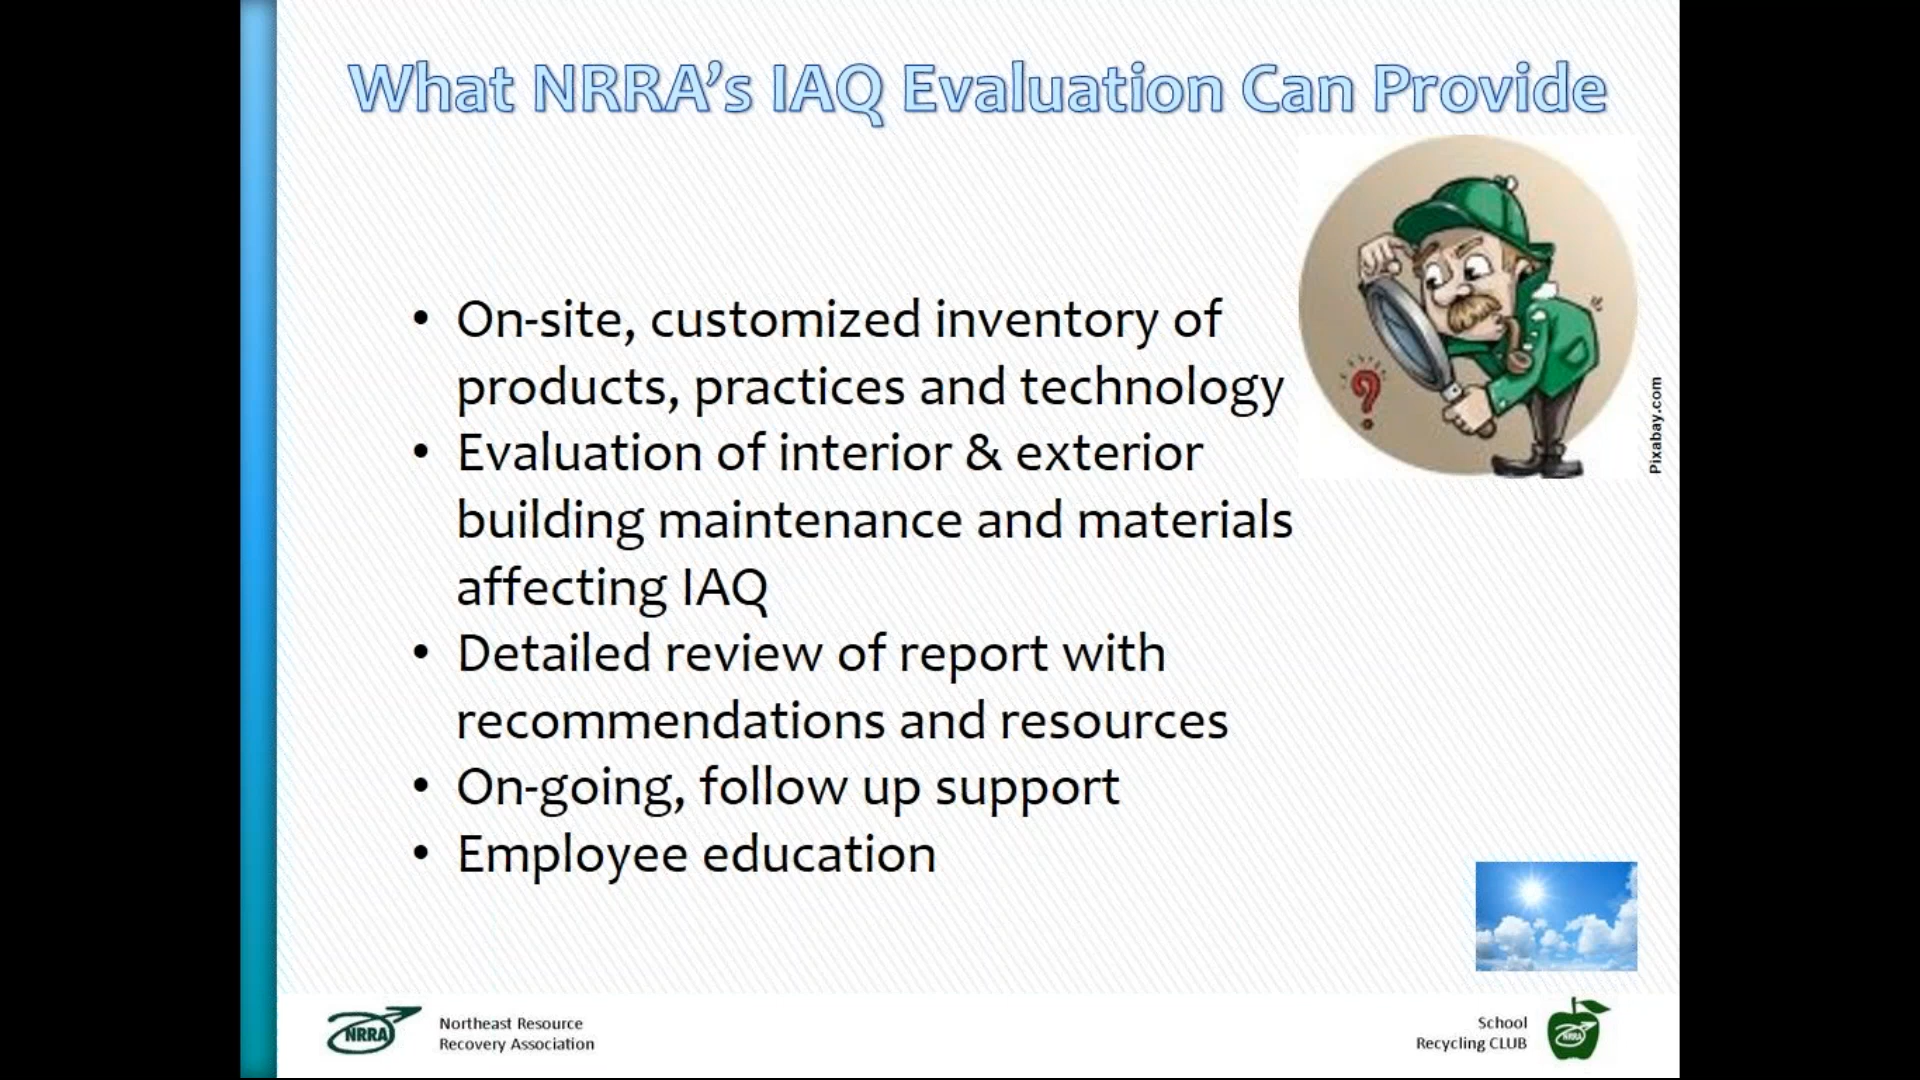 What NRRA’s IAQ Evaluation Can Provide
• On-site, customized inventory of
products, practices and technology
• Evaluation of interior & exterior
building maintenance and materials
affecting IAQ
• Detailed review of report with
recommendations and resources
• On-going, follow up support
• Employee education
?
Pixabay.com
NRRA
Northeast Resource
Recovery Association
School
Recycling CLUB
NRRA